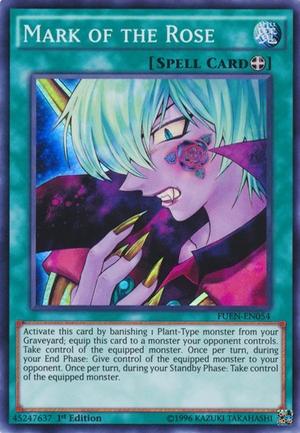 MARK OF THE ROSE
[SPELL CARD]
FUEN-EN054
Activate this card by banishing 1 Plant-Type monster from your
Graveyard; equip this card to a monster your opponent controls.
Take control of the equipped monster. Once per turn, during
your End Phase: Give control of the equipped monster to your
opponent. Once per turn, during your Standby Phase: Take control
of the equipped monster.
45247637 1st Edition ©1996 KAZUKI TAKAHASHI